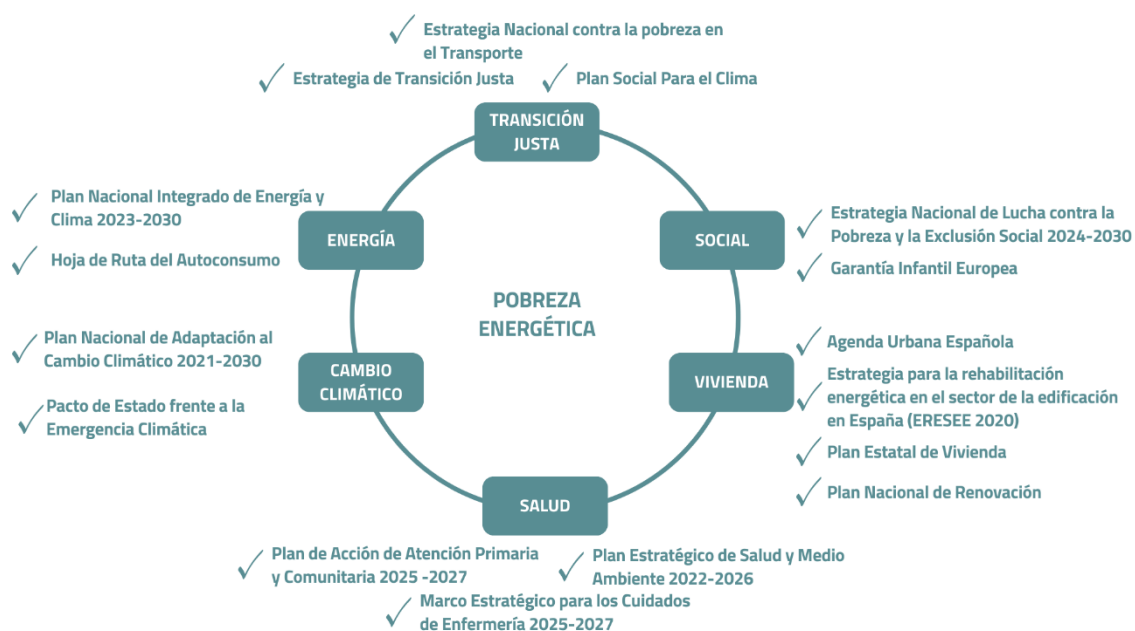 Estrategia Nacional contra la pobreza en
el Transporte
Estrategia de Transición Justa
Plan Social Para el Clima
TRANSICIÓN
JUSTA
Plan Nacional Integrado de Energía y
Clima 2023-2030
Hoja de Ruta del Autoconsumo
ENERGÍA
SOCIAL
Estrategia Nacional de Lucha contra la
Pobreza y la Exclusión Social 2024-2030
Garantía Infantil Europea
POBREZA
ENERGÉTICA
Plan Nacional de Adaptación al
Cambio Climático 2021-2030
Pacto de Estado frente a la
Emergencia Climática
CAMBIO
CLIMÁTICO
VIVIENDA
Agenda Urbana Española
Estrategia para la rehabilitación
energética en el sector de la edificación
en España (ERESEE 2020)
Plan Estatal de Vivienda
Plan Nacional de Renovación
SALUD
Plan de Acción de Atención Primaria
y Comunitaria 2025 -2027
Plan Estratégico de Salud y Medio
Ambiente 2022-2026
Marco Estratégico para los Cuidados
de Enfermería 2025-2027